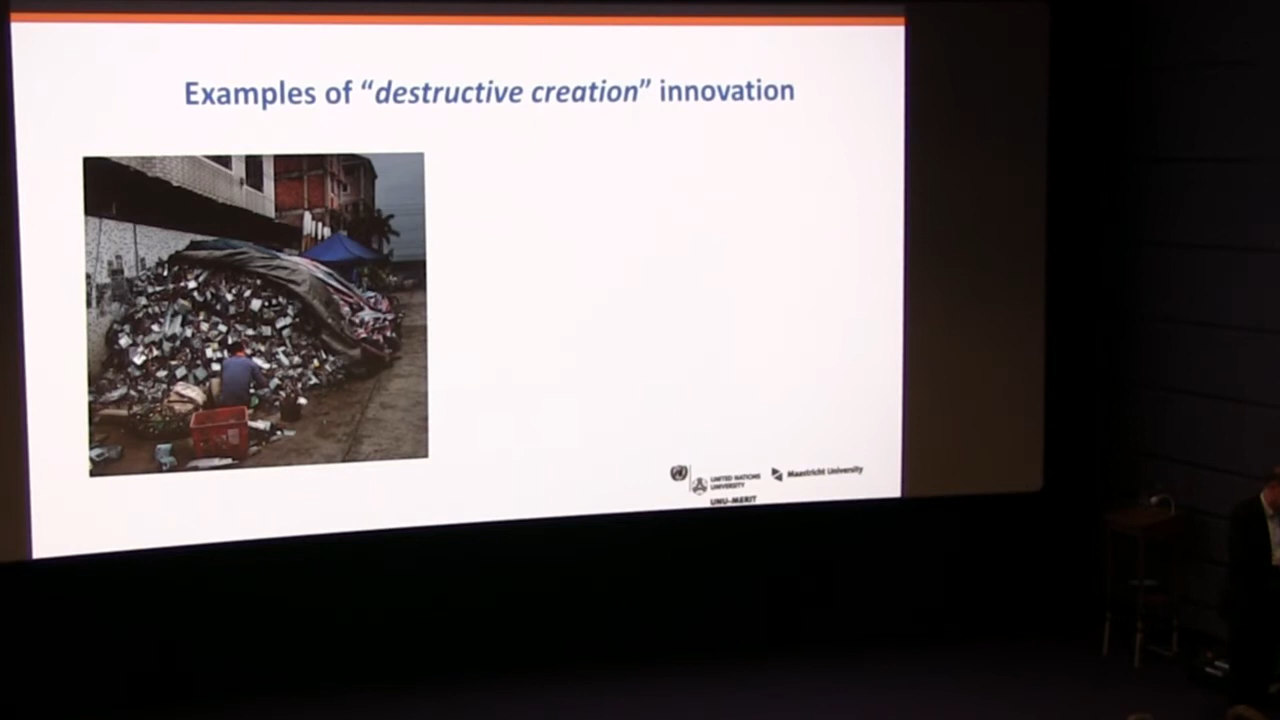 Examples of “destructive creation” innovation
UNITED NATIONS
UNIVERSITY
UNU-MERIT
Maastricht University